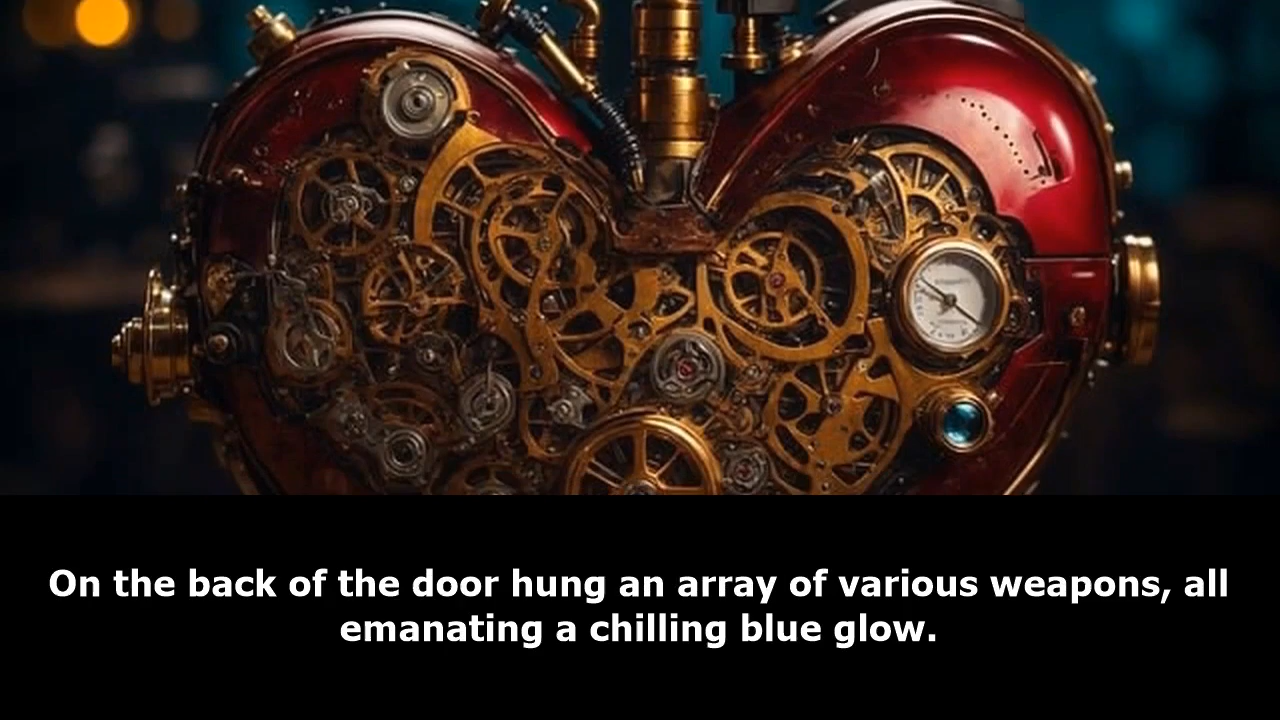 On the back of the door hung an array of various weapons, all
emanating a chilling blue glow.